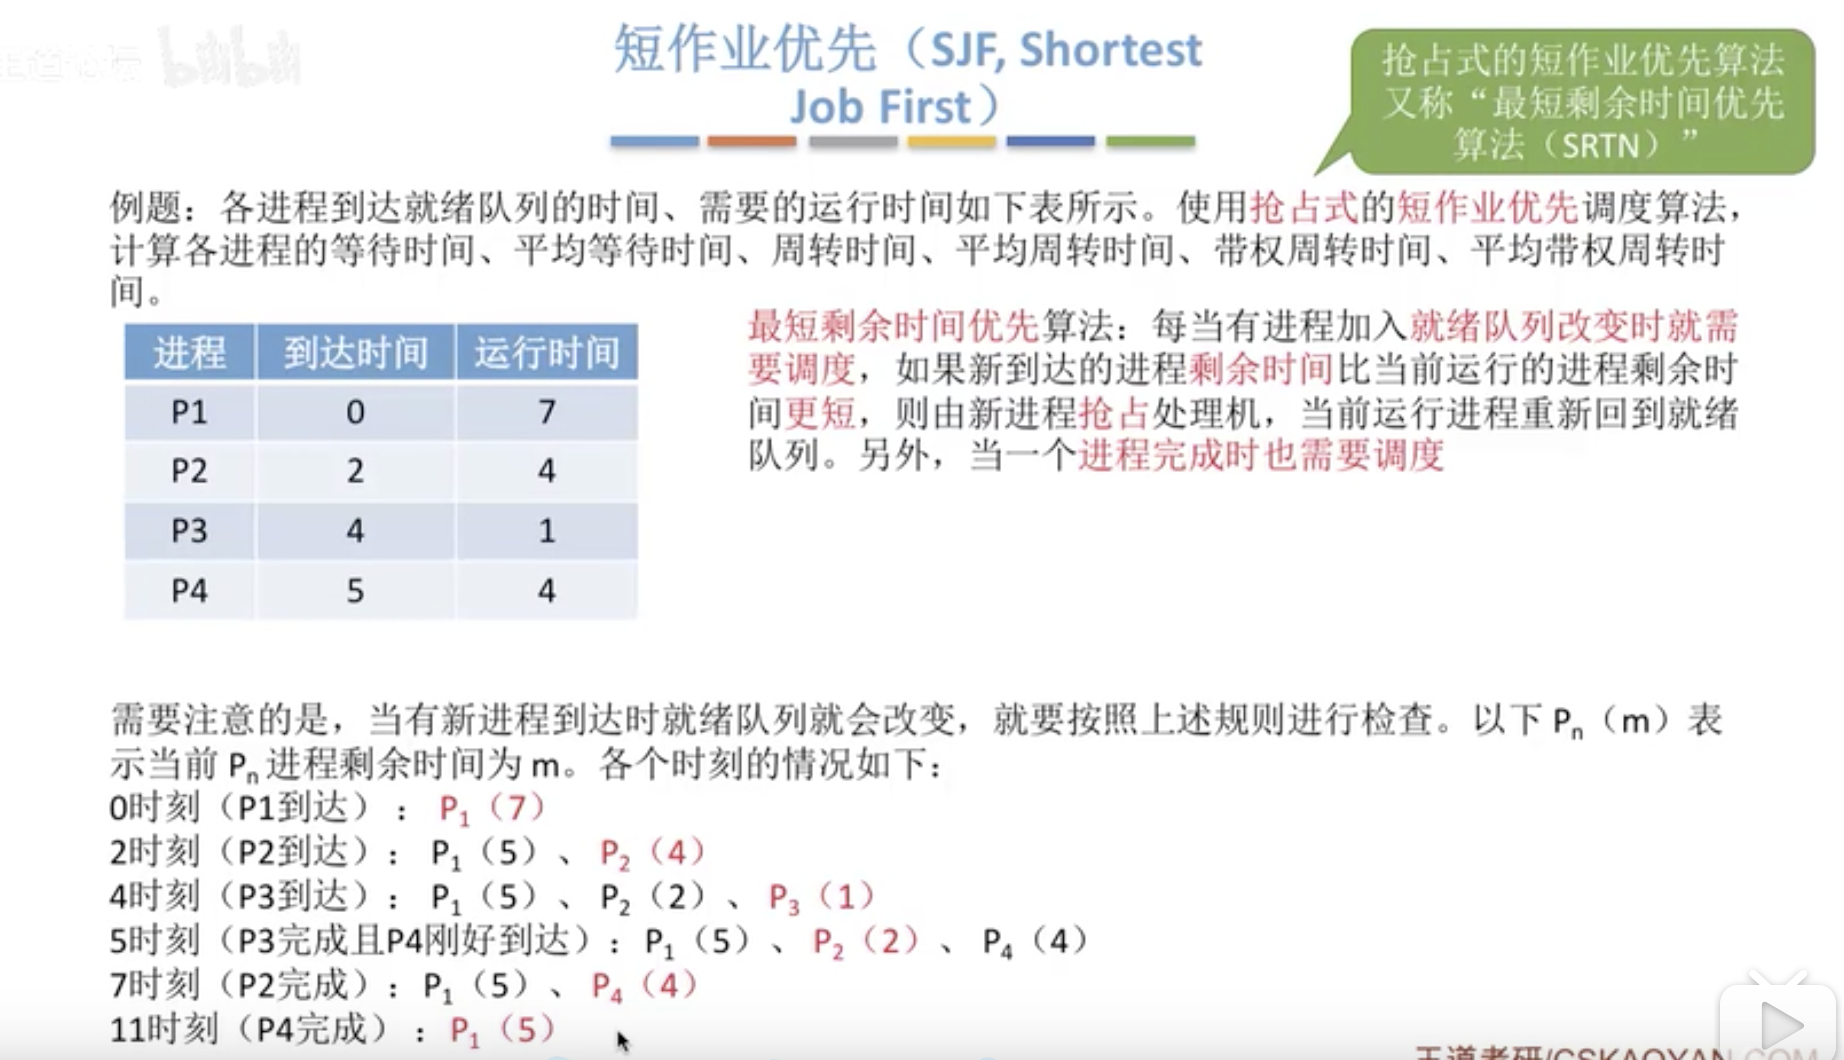 短作业优先（SJF, Shortest
Job First）
抢占式的短作业优先算法
又称“最短剩余时间优先
算法（SRTN）”
例题：各进程到达就绪队列的时间、需要的运行时间如下表所示。使用抢占式的短作业优先调度算法，
计算各进程的等待时间、平均等待时间、周转时间、平均周转时间、带权周转时间、平均带权周转时
间。
进程 到达时间 运行时间
P1 0 7
P2 2 4
P3 4 1
P4 5 4
最短剩余时间优先算法：每当有进程加入就绪队列改变时就需
要调度，如果新到达的进程剩余时间比当前运行的进程剩余时
间更短，则由新进程抢占处理机，当前运行进程重新回到就绪
队列。另外，当一个进程完成时也需要调度
需要注意的是，当有新进程到达时就绪队列就会改变，就要按照上述规则进行检查。以下 Pn（m）表
示当前 Pn 进程剩余时间为 m。各个时刻的情况如下：
0时刻（P1到达）：P1（7）
2时刻（P2到达）：P1（5）、P2（4）
4时刻（P3到达）：P1（5）、P2（2）、P3（1）
5时刻（P3完成且P4刚好到达）：P1（5）、P2（2）、P4（4）
7时刻（P2完成）：P1（5）、P4（4）
11时刻（P4完成）：P1（5）
王道考研/CSKAOYAN.COM